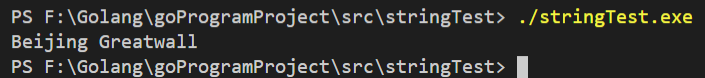 PS F:\Golang\goProgramProject\src\stringTest> ./stringTest.exe
Beijing Greatwall
PS F:\Golang\goProgramProject\src\stringTest>